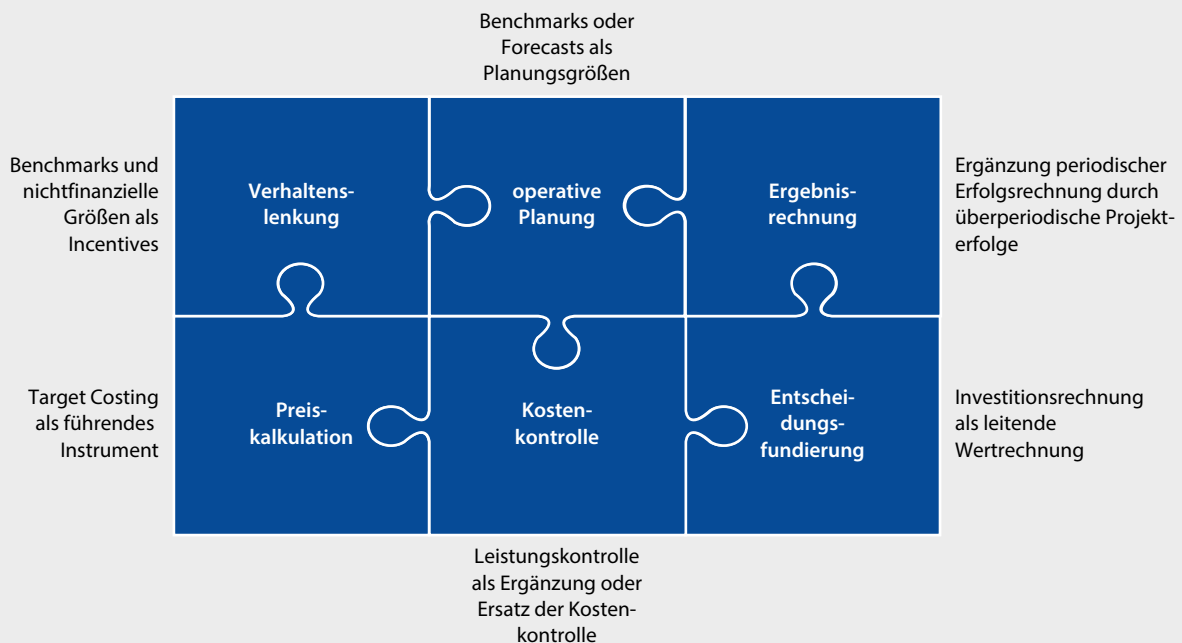 Benchmarks oder
Forecasts als
Planungsgrößen
Benchmarks und
nichtfinanzielle
Größen als
Incentives
Verhaltens-
lenkung
operative
Planung
Ergebnis-
rechnung
Ergänzung periodischer
Erfolgsrechnung durch
überperiodische Projekt-
erfolge
Target Costing
als führendes
Instrument
Preis-
kalkulation
Kosten-
kontrolle
Entschei-
dungs-
fundierung
Investitionsrechnung
als leitende
Wertrechnung
Leistungskontrolle
als Ergänzung oder
Ersatz der Kosten-
kontrolle